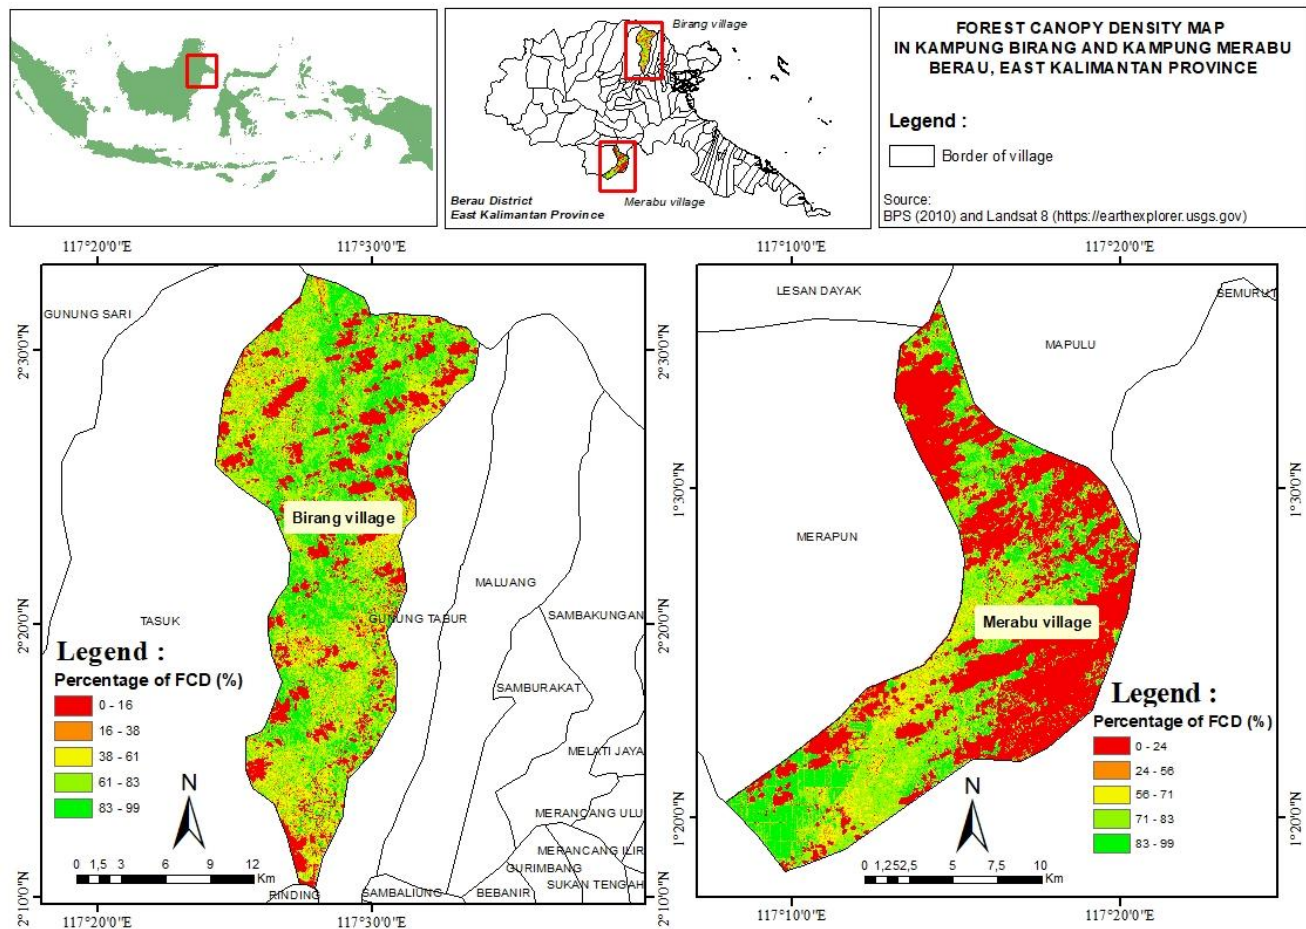 Birang village
Berau District
East Kalimantan Province
Merabu village
FOREST CANOPY DENSITY MAP
IN KAMPUNG BIRANG AND KAMPUNG MERABU
BERAU, EAST KALIMANTAN PROVINCE
Legend :
Border of village
Source:
BPS (2010) and Landsat 8 (https://earthexplorer.usgs.gov)
117°20'0"E
117°30'0"E
2°30'0"N
2°20'0"N
2°10'0"N
GUNUNG SARI
Birang village
TASUK
GUNUNG TABUR
MALUANG
SAMBAKUNGAN
SAMBURAKAT
MELATI JAYA
MERANCANG ULU
MERANCANG ILIR
GURIMBANG
SUKAN TENGAH
RINDING
SAMBALIUNG
BEBANIR
Legend :
Percentage of FCD (%)
0 - 16
16 - 38
38 - 61
61 - 83
83 - 99
N
0 1,5 3 6 9 12
Km
2°30'0"N
2°20'0"N
2°10'0"N
117°20'0"E
117°30'0"E
117°10'0"E
117°20'0"E
1°30'0"N
1°20'0"N
LESAN DAYAK
SEMURUT
MAPULU
MERAPUN
Merabu village
Legend :
Percentage of FCD (%)
0 - 24
24 - 56
56 - 71
71 - 83
83 - 99
N
0 1,252,5 5 7,5 10
Km
1°30'0"N
1°20'0"N
117°10'0"E
117°20'0"E